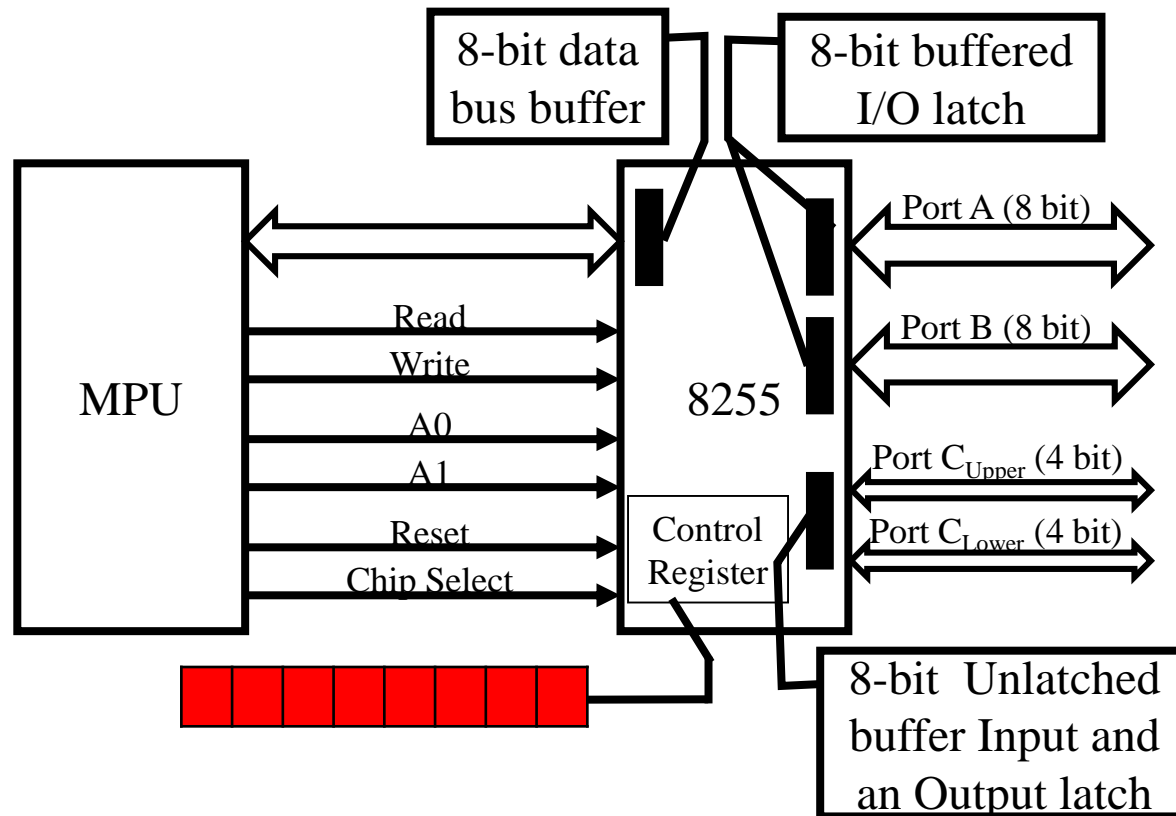 8-bit data
bus buffer
8-bit buffered
I/O latch
MPU
Read
Write
A0
A1
Reset
Chip Select
8255
Control
Register
Port A (8 bit)
Port B (8 bit)
Port C_Upper (4 bit)
Port C_Lower (4 bit)
8-bit  Unlatched
buffer Input and
an Output latch